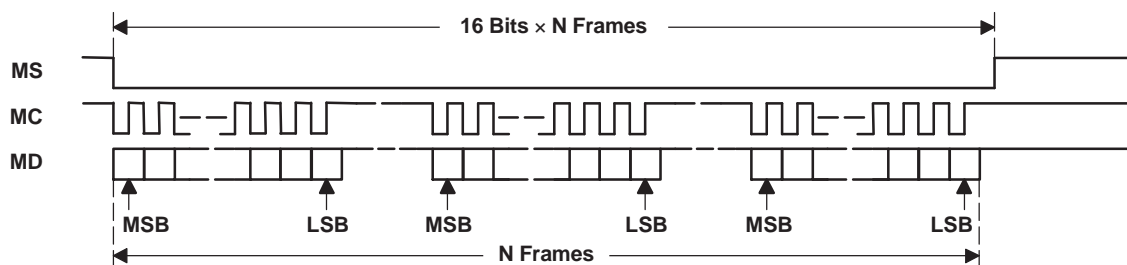 16 Bits × N Frames
MS
MC
MD
MSB LSB MSB LSB MSB LSB
N Frames